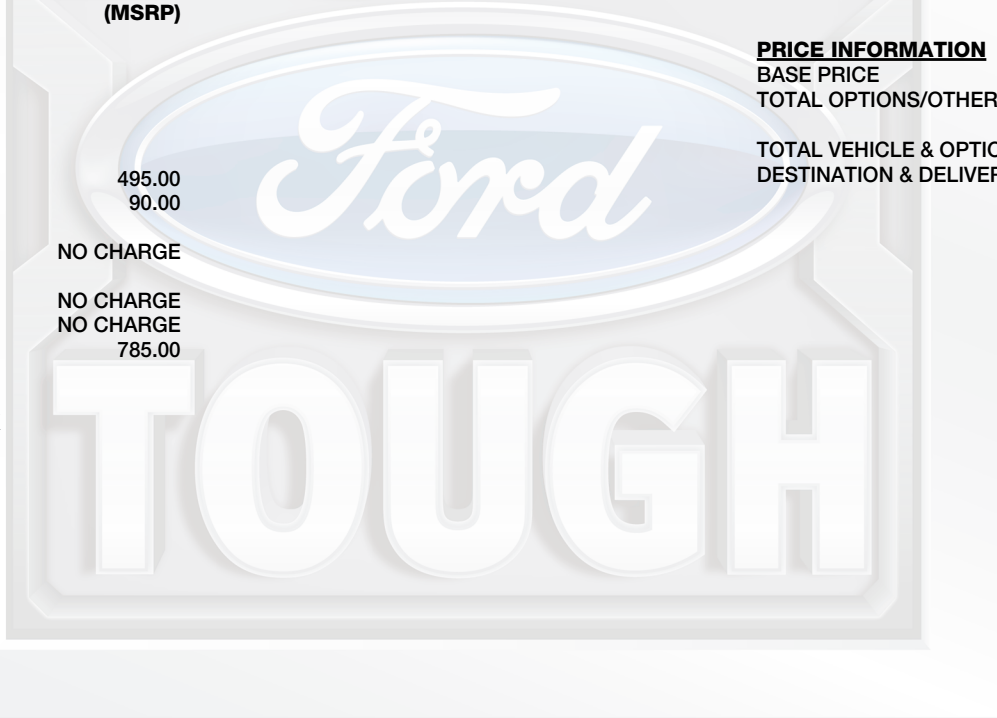 (MSRP)
495.00
90.00
NO CHARGE
NO CHARGE
NO CHARGE
785.00
PRICE INFORMATION
BASE PRICE
TOTAL OPTIONS/OTHER
TOTAL VEHICLE & OPTIO
DESTINATION & DELIVER
Ford
TOUGH